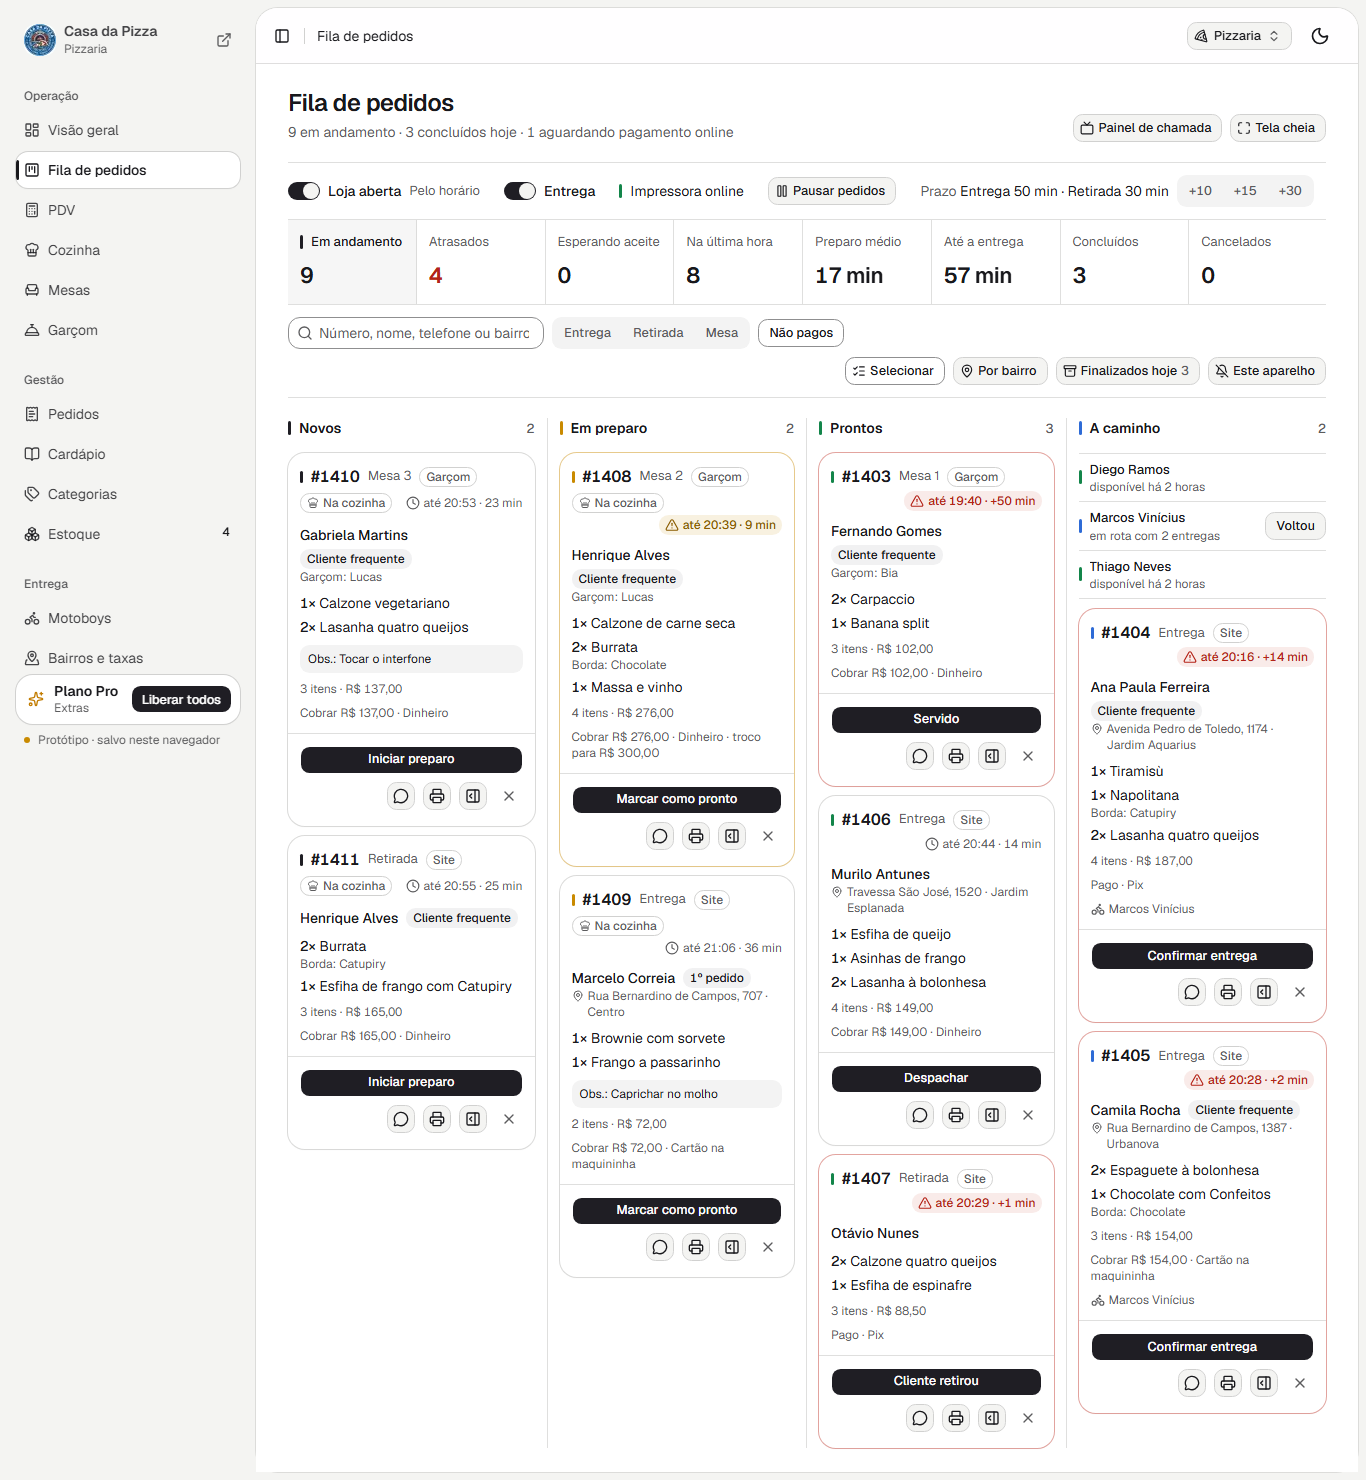 Casa da Pizza
Pizzaria
Operação
Visão geral
Fila de pedidos
PDV
Cozinha
Mesas
Garçom
Gestão
Pedidos
Cardápio
Categorias
Estoque 4
Entrega
Motoboys
Bairros e taxas
Plano Pro
Extras
Liberar todos
Protótipo · salvo neste navegador
Fila de pedidos
Pizzaria
Fila de pedidos
9 em andamento · 3 concluídos hoje · 1 aguardando pagamento online
Painel de chamada
Tela cheia
Loja aberta Pelo horário
Entrega
Impressora online
Pausar pedidos
Prazo Entrega 50 min · Retirada 30 min
+10 +15 +30
Em andamento
9
Atrasados
4
Esperando aceite
0
Na última hora
8
Preparo médio
17 min
Até a entrega
57 min
Concluídos
3
Cancelados
0
Número, nome, telefone ou bairro
Entrega Retirada Mesa
Não pagos
Selecionar
Por bairro
Finalizados hoje 3
Este aparelho
Novos 2
#1410 Mesa 3 Garçom
Na cozinha até 20:53 · 23 min
Gabriela Martins
Cliente frequente
Garçom: Lucas
1× Calzone vegetariano
2× Lasanha quatro queijos
Obs.: Tocar o interfone
3 itens · R$ 137,00
Cobrar R$ 137,00 · Dinheiro
Iniciar preparo
#1411 Retirada Site
Na cozinha até 20:55 · 25 min
Henrique Alves Cliente frequente
2× Burrata
Borda: Catupiry
1× Esfiha de frango com Catupiry
3 itens · R$ 165,00
Cobrar R$ 165,00 · Dinheiro
Iniciar preparo
Em preparo 2
#1408 Mesa 2 Garçom
Na cozinha
até 20:39 · 9 min
Henrique Alves
Cliente frequente
Garçom: Lucas
1× Calzone de carne seca
2× Burrata
Borda: Chocolate
1× Massa e vinho
4 itens · R$ 276,00
Cobrar R$ 276,00 · Dinheiro · troco
para R$ 300,00
Marcar como pronto
#1409 Entrega Site
Na cozinha
até 21:06 · 36 min
Marcelo Correia 1º pedido
Rua Bernardino de Campos, 707 ·
Centro
1× Brownie com sorvete
1× Frango a passarinho
Obs.: Caprichar no molho
2 itens · R$ 72,00
Cobrar R$ 72,00 · Cartão na
maquininha
Marcar como pronto
Prontos 3
#1403 Mesa 1 Garçom
até 19:40 · +50 min
Fernando Gomes
Cliente frequente
Garçom: Bia
2× Carpaccio
1× Banana split
3 itens · R$ 102,00
Cobrar R$ 102,00 · Dinheiro
Servido
#1406 Entrega Site
até 20:44 · 14 min
Murilo Antunes
Travessa São José, 1520 · Jardim
Esplanada
1× Esfiha de queijo
1× Asinhas de frango
2× Lasanha à bolonhesa
4 itens · R$ 149,00
Cobrar R$ 149,00 · Dinheiro
Despachar
#1407 Retirada Site
até 20:29 · +1 min
Otávio Nunes
2× Calzone quatro queijos
1× Esfiha de espinafre
3 itens · R$ 88,50
Pago · Pix
Cliente retirou
A caminho 2
Diego Ramos
disponível há 2 horas
Marcos Vinícius
em rota com 2 entregas
Voltou
Thiago Neves
disponível há 2 horas
#1404 Entrega Site
até 20:16 · +14 min
Ana Paula Ferreira
Cliente frequente
Avenida Pedro de Toledo, 1174 ·
Jardim Aquarius
1× Tiramisù
1× Napolitana
Borda: Catupiry
2× Lasanha quatro queijos
4 itens · R$ 187,00
Pago · Pix
Marcos Vinícius
Confirmar entrega
#1405 Entrega Site
até 20:28 · +2 min
Camila Rocha Cliente frequente
Rua Bernardino de Campos, 1387 ·
Urbanova
2× Espaguete à bolonhesa
1× Chocolate com Confeitos
Borda: Chocolate
3 itens · R$ 154,00
Cobrar R$ 154,00 · Cartão na
maquininha
Marcos Vinícius
Confirmar entrega